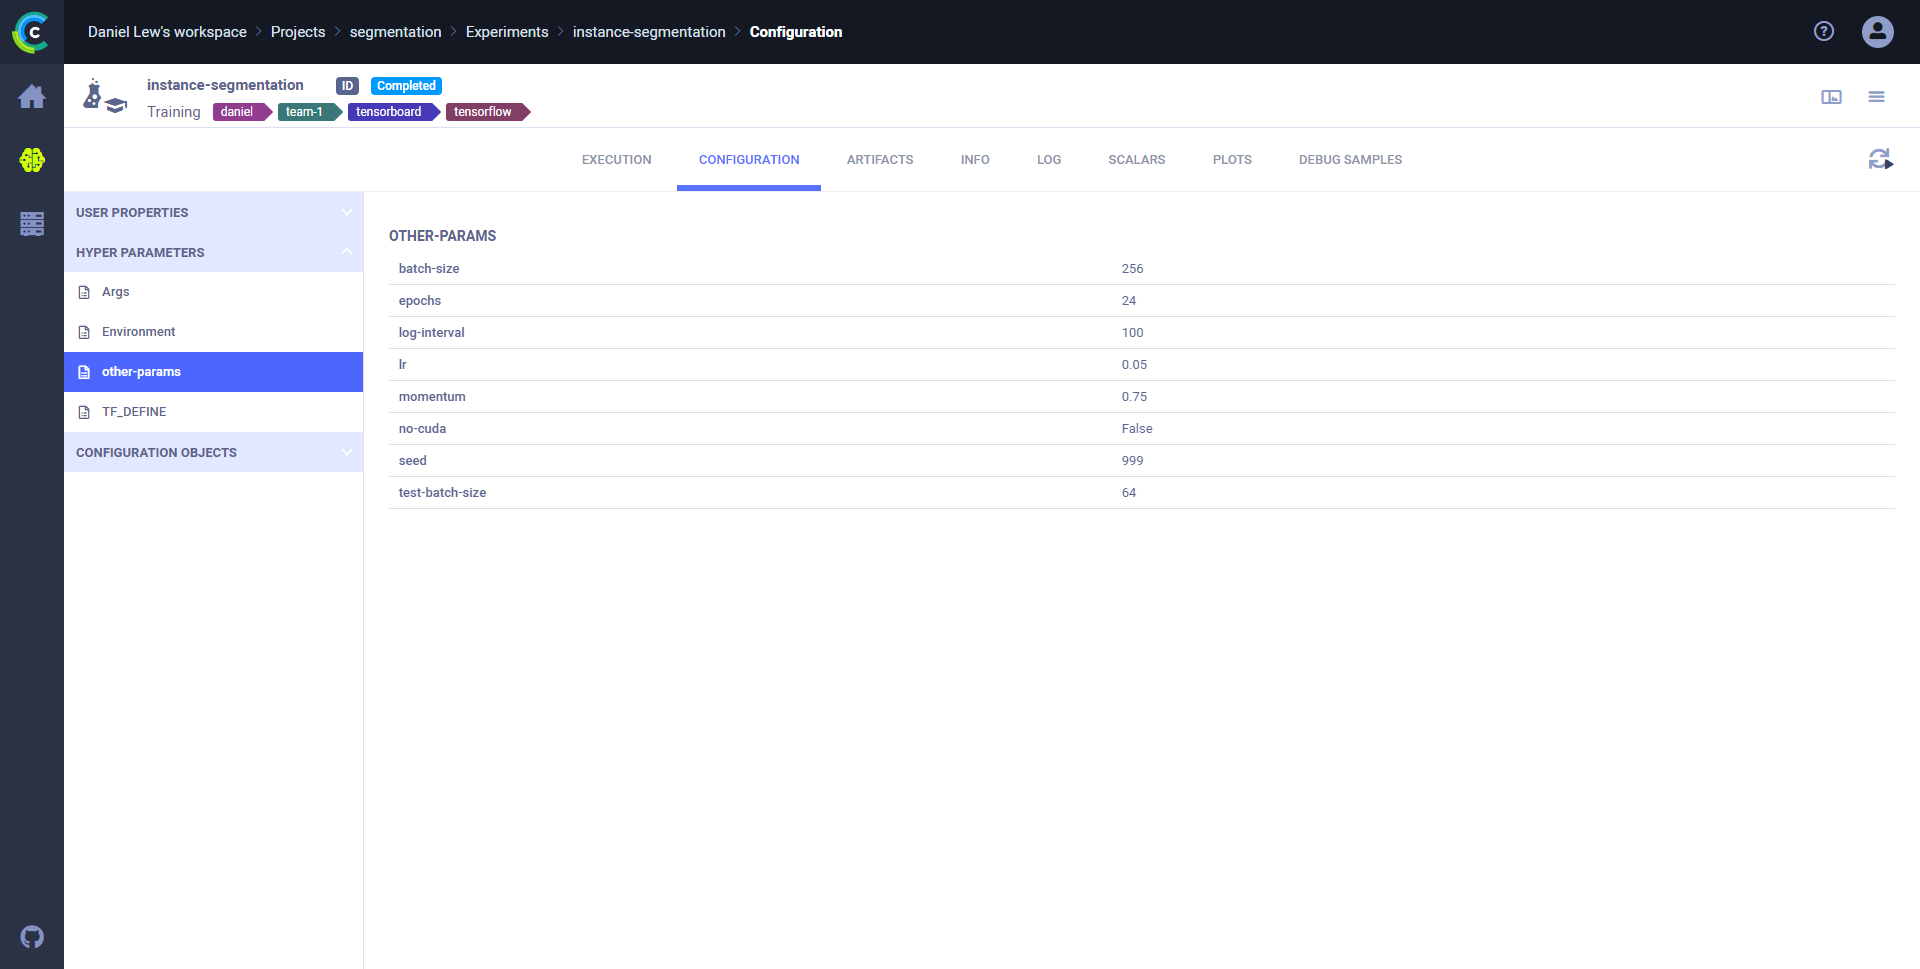 C
Daniel Lew's workspace > Projects > segmentation > Experiments > instance-segmentation > Configuration
?
instance-segmentation ID Completed
Training daniel team-1 tensorboard tensorflow
EXECUTION CONFIGURATION ARTIFACTS INFO LOG SCALARS PLOTS DEBUG SAMPLES
USER PROPERTIES
HYPER PARAMETERS
Args
Environment
other-params
TF_DEFINE
CONFIGURATION OBJECTS
OTHER-PARAMS
batch-size 256
epochs 24
log-interval 100
lr 0.05
momentum 0.75
no-cuda False
seed 999
test-batch-size 64